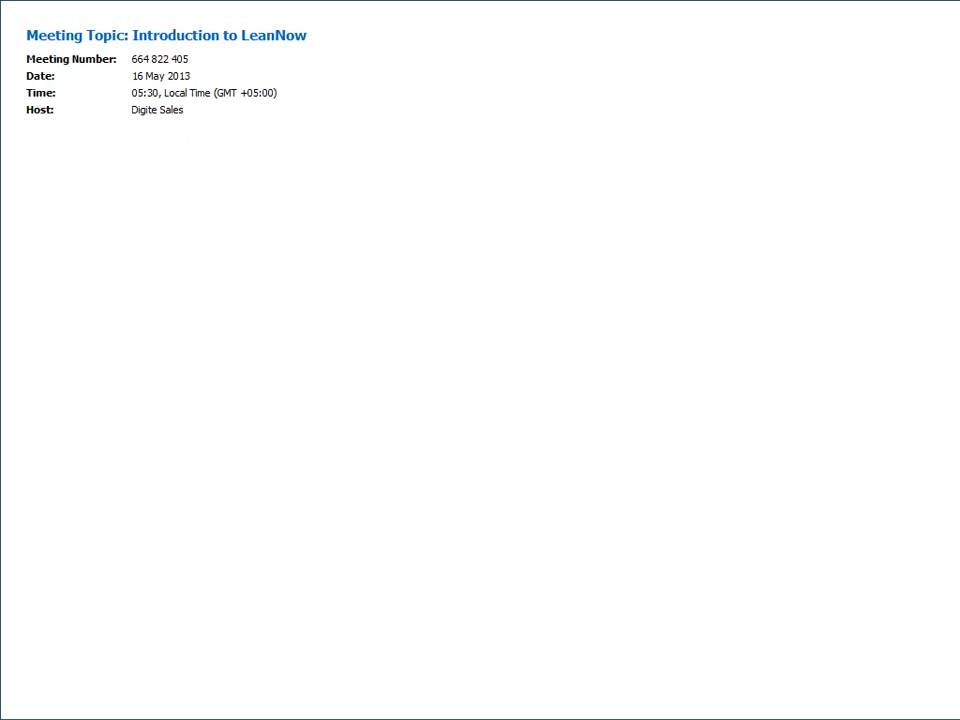 Meeting Topic: Introduction to LeanNow
Meeting Number: 664 822 405
Date: 16 May 2013
Time: 05:30, Local Time (GMT +05:00)
Host: Digite Sales